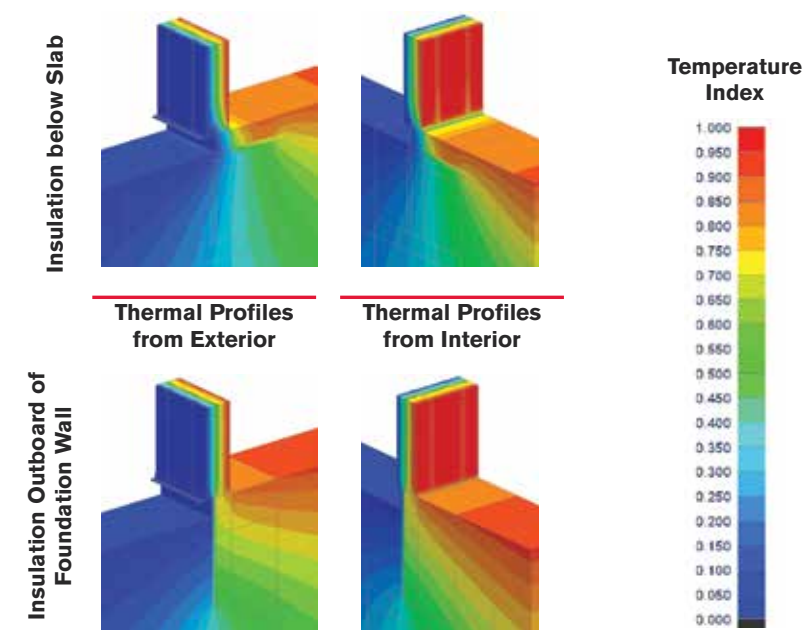 Insulation below Slab
Temperature
Index
1.000
0.950
0.900
0.850
0.800
0.750
0.700
0.650
0.600
0.550
0.500
0.450
0.400
0.350
0.300
0.250
0.200
0.150
0.100
0.050
0.000
Thermal Profiles
from Exterior
Thermal Profiles
from Interior
Insulation Outboard of
Foundation Wall